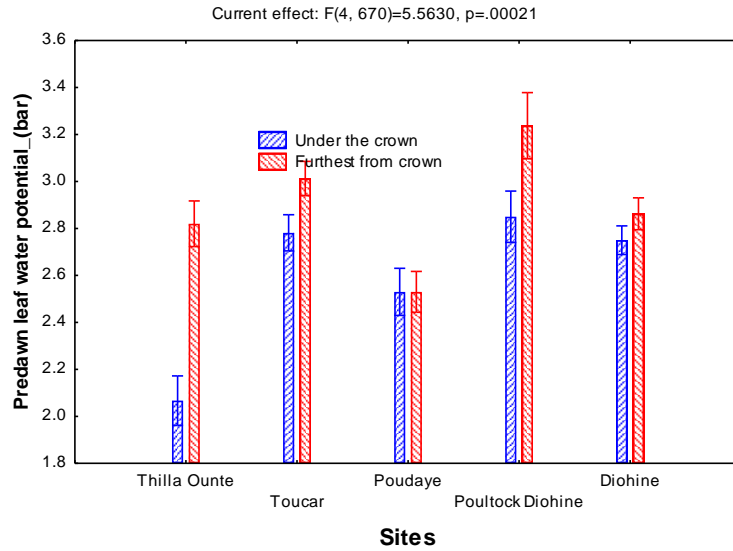 Current effect: F(4, 670)=5.5630, p=.00021
Predawn leaf water potential_(bar)
3.6
3.4
3.2
3.0
2.8
2.6
2.4
2.2
2.0
1.8
Under the crown
Furthest from crown
Thilla Ounte
Toucar
Poudaye
Poultock Diohine
Diohine
Sites